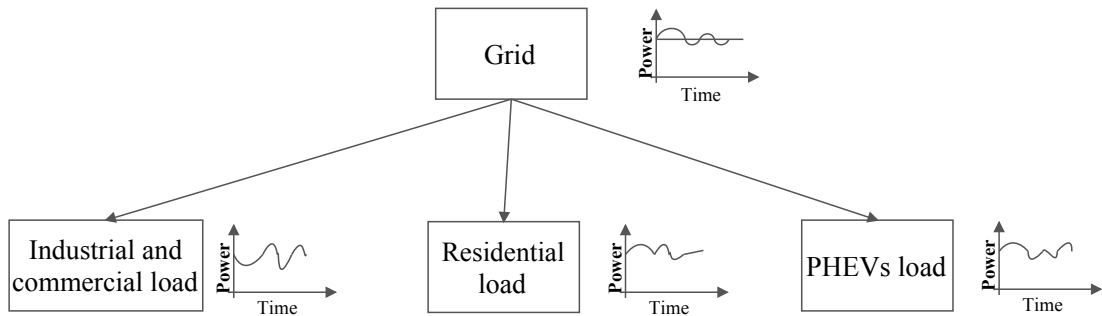 Grid
Power
Time
Industrial and
commercial load
Power
Time
Residential
load
Power
Time
PHEVs load
Power
Time